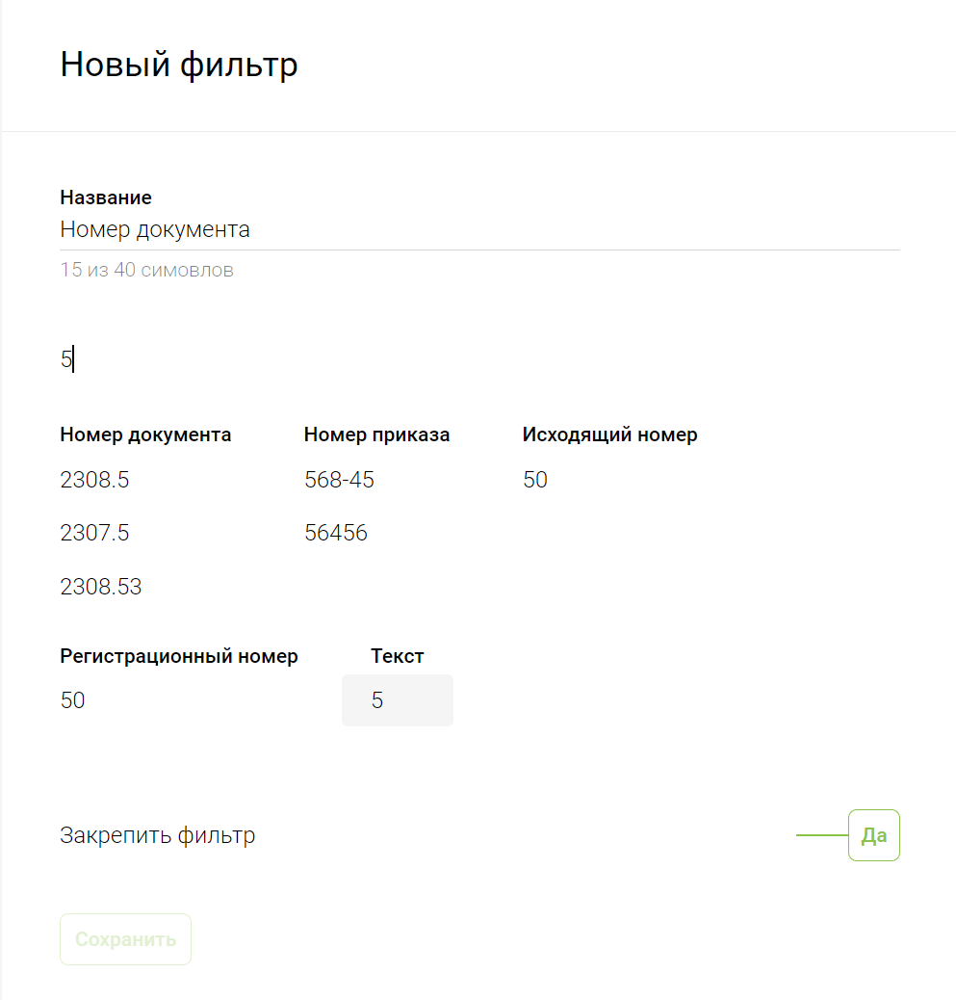 Новый фильтр
Название
Номер документа
15 из 40 симовлов
5
Номер документа Номер приказа Исходящий номер
2308.5 568-45 50
2307.5 56456
2308.53
Регистрационный номер Текст
50 5
Закрепить фильтр Да
Сохранить